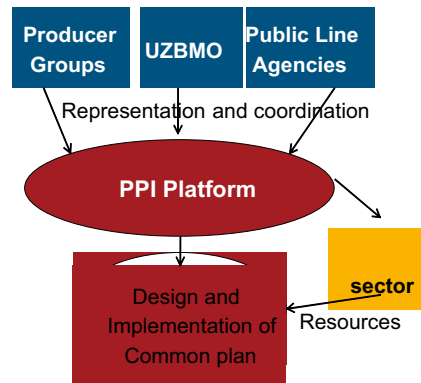 Producer
Groups
UZBMO
Public Line
Agencies
Representation and coordination
PPI Platform
sector
Design and
Implementation of
Common plan
Resources